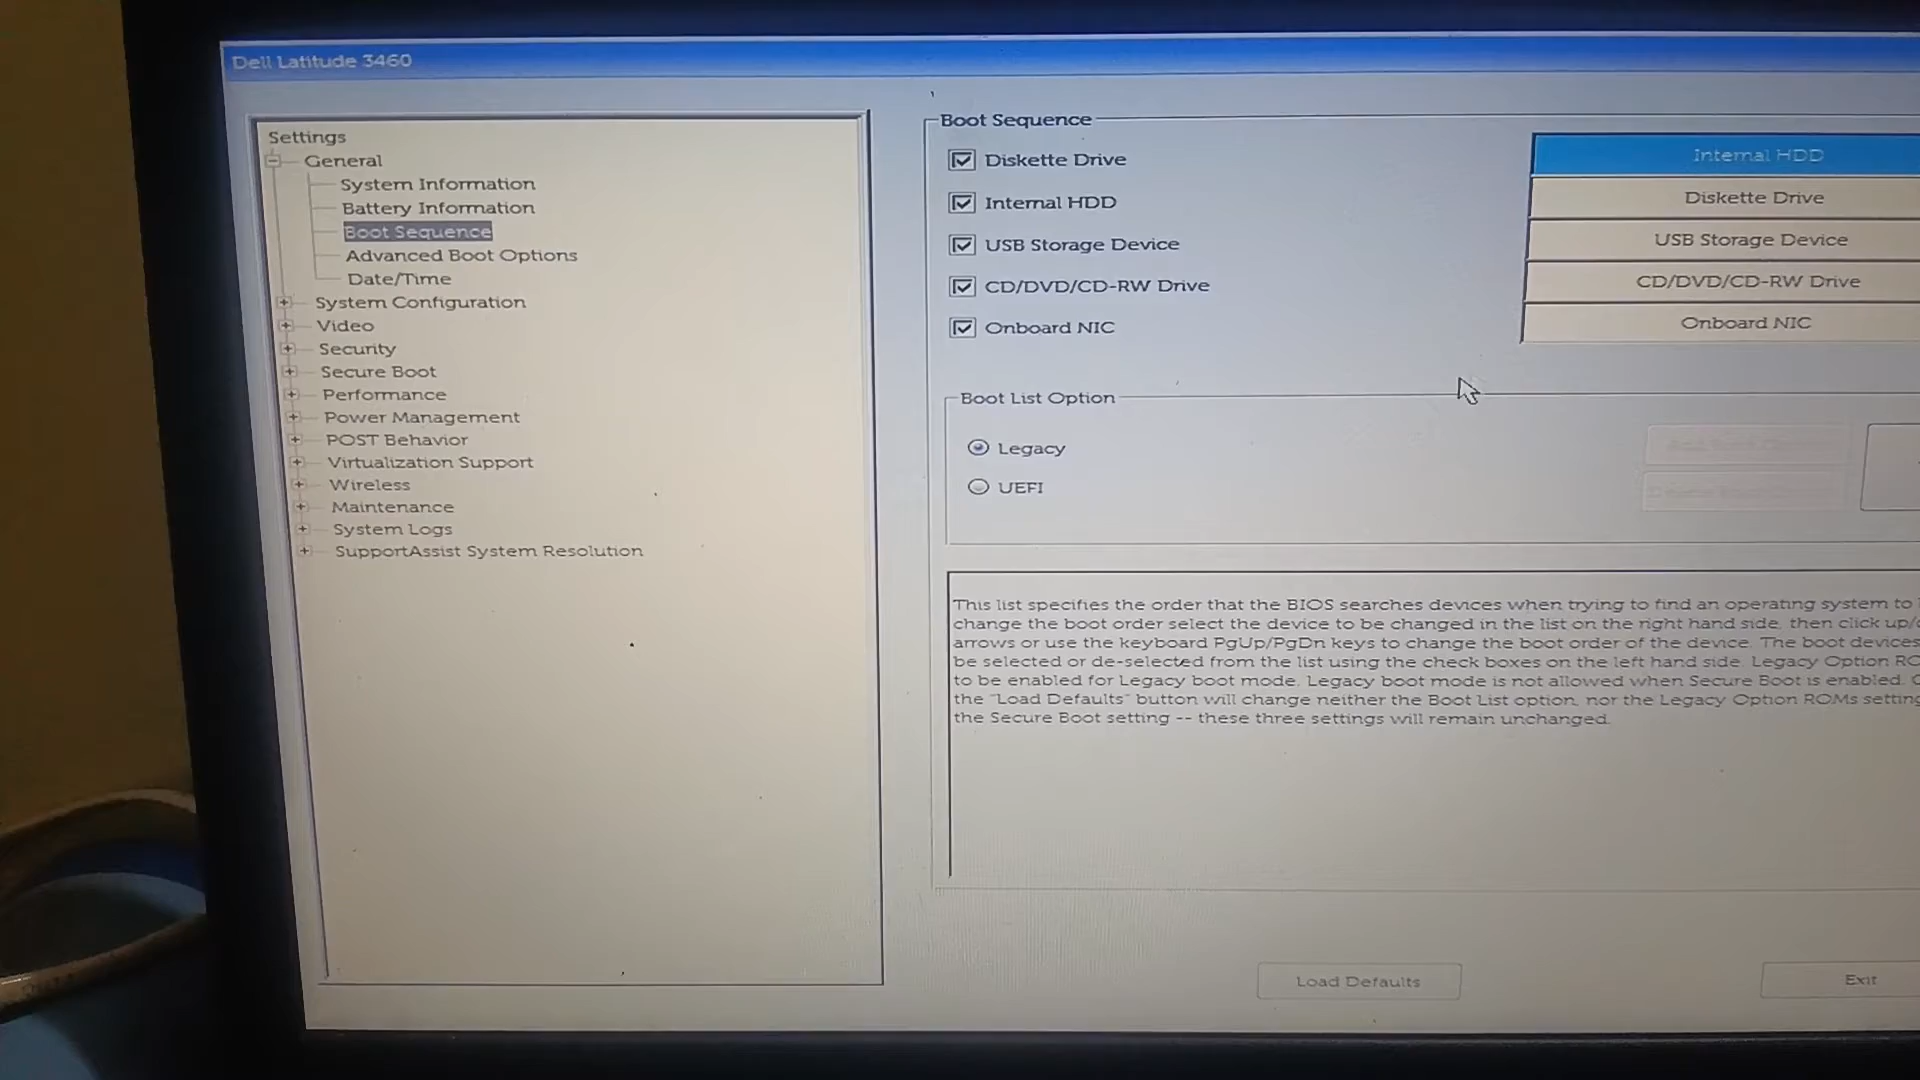 Dell Latitude 3460
Settings
General
System Information
Battery Information
Boot Sequence
Advanced Boot Options
Date/Time
System Configuration
Video
Security
Secure Boot
Performance
Power Management
POST Behavior
Virtualization Support
Wireless
Maintenance
System Logs
SupportAssist System Resolution
Boot Sequence
Diskette Drive
Internal HDD
USB Storage Device
CD/DVD/CD-RW Drive
Onboard NIC
Internal HDD
Diskette Drive
USB Storage Device
CD/DVD/CD-RW Drive
Onboard NIC
Boot List Option
Legacy
UEFI
This list specifies the order that the BIOS searches devices when trying to find an operating system to
change the boot order select the device to be changed in the list on the right hand side, then click up/
arrows or use the keyboard PgUp/PgDn keys to change the boot order of the device. The boot devices
be selected or de-selected from the list using the check boxes on the left hand side. Legacy Option RO
to be enabled for Legacy boot mode. Legacy boot mode is not allowed when Secure Boot is enabled.
the "Load Defaults" button will change neither the Boot List option, nor the Legacy Option ROMs setting
the Secure Boot setting -- these three settings will remain unchanged.
Load Defaults
Exit